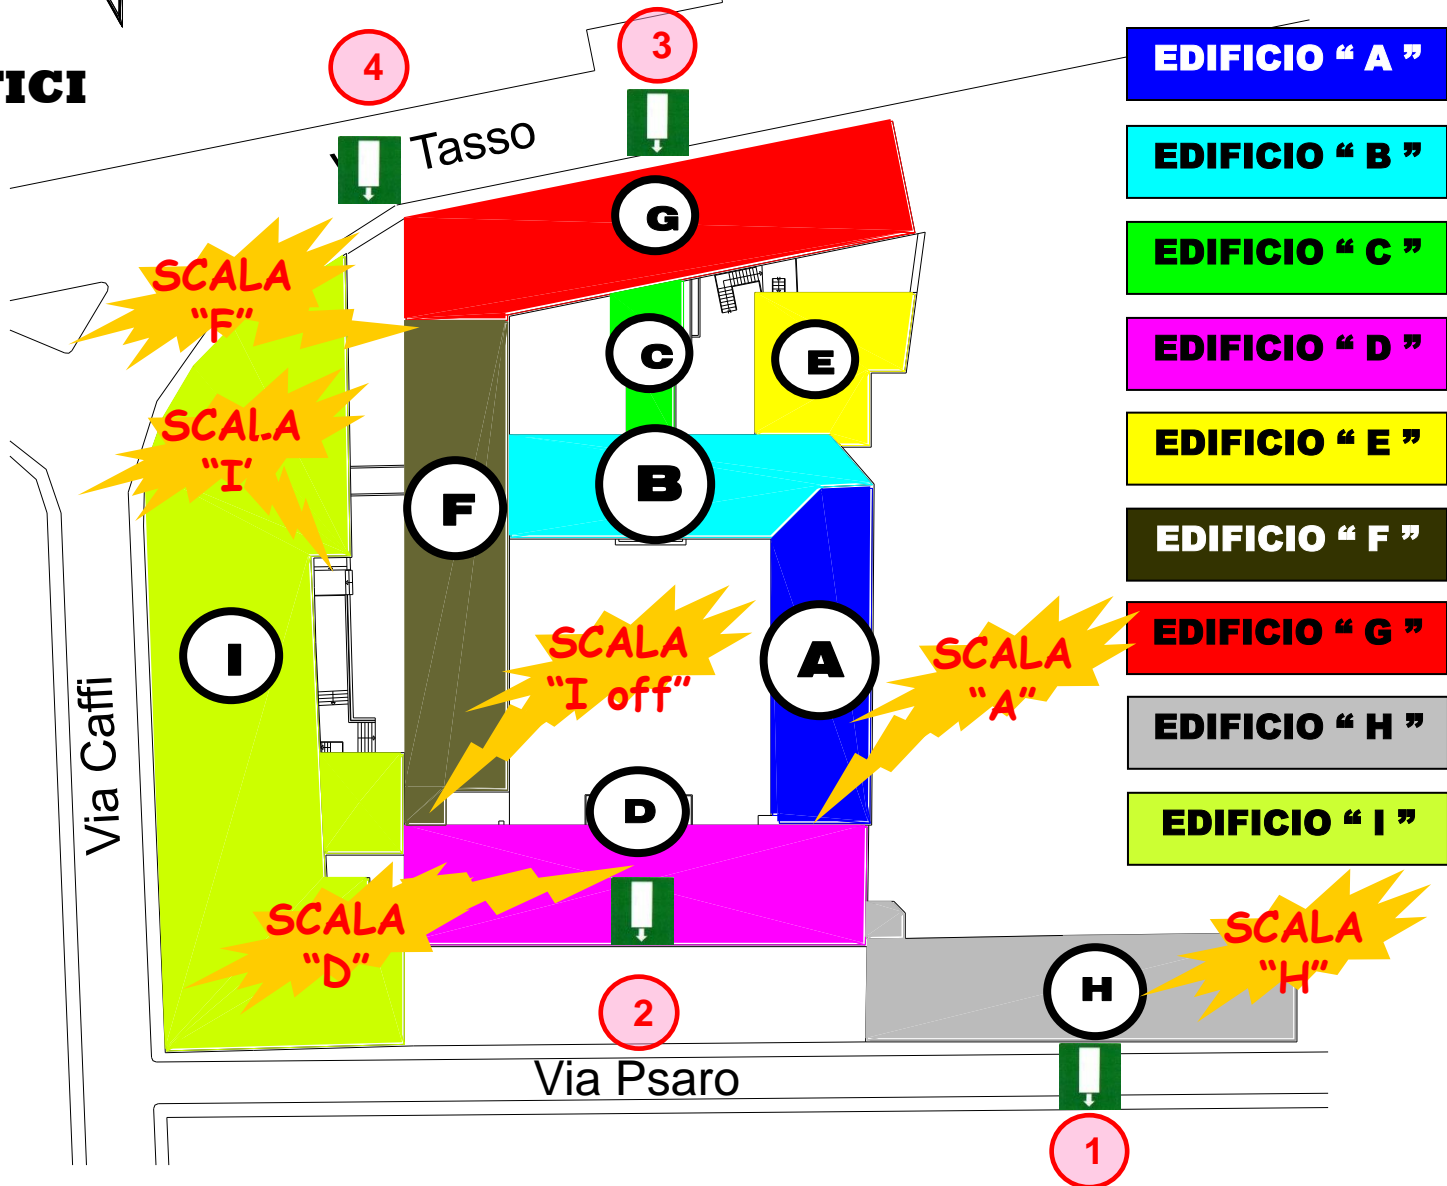 4
3
Tasso
G
SCALA
"F"
C
E
SCALA
"I"
F
B
I
SCALA
"I off"
A
SCALA
"A"
Via Caffi
D
SCALA
"D"
SCALA
"H"
H
2
Via Psaro
1
EDIFICIO “ A ”
EDIFICIO “ B ”
EDIFICIO “ C ”
EDIFICIO “ D ”
EDIFICIO “ E ”
EDIFICIO “ F ”
EDIFICIO “ G ”
EDIFICIO “ H ”
EDIFICIO “ I ”